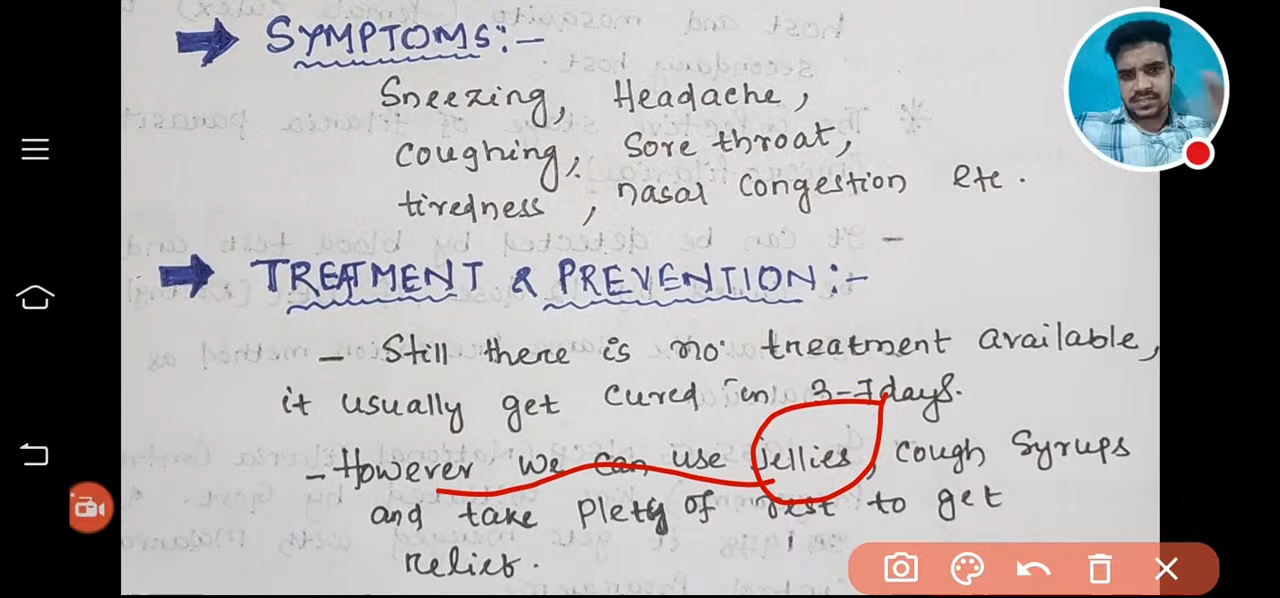 SYMPTOMS:-
Sneezing, Headache,
Coughing, Sore throat,
tiredness, nasal Congestion etc.
TREATMENT & PREVENTION:-
- Still there is no treatment available,
it usually get cured in 3-7days.
- However we can use Jellies, Cough Syrups
and take Plety of rest to get
relief.